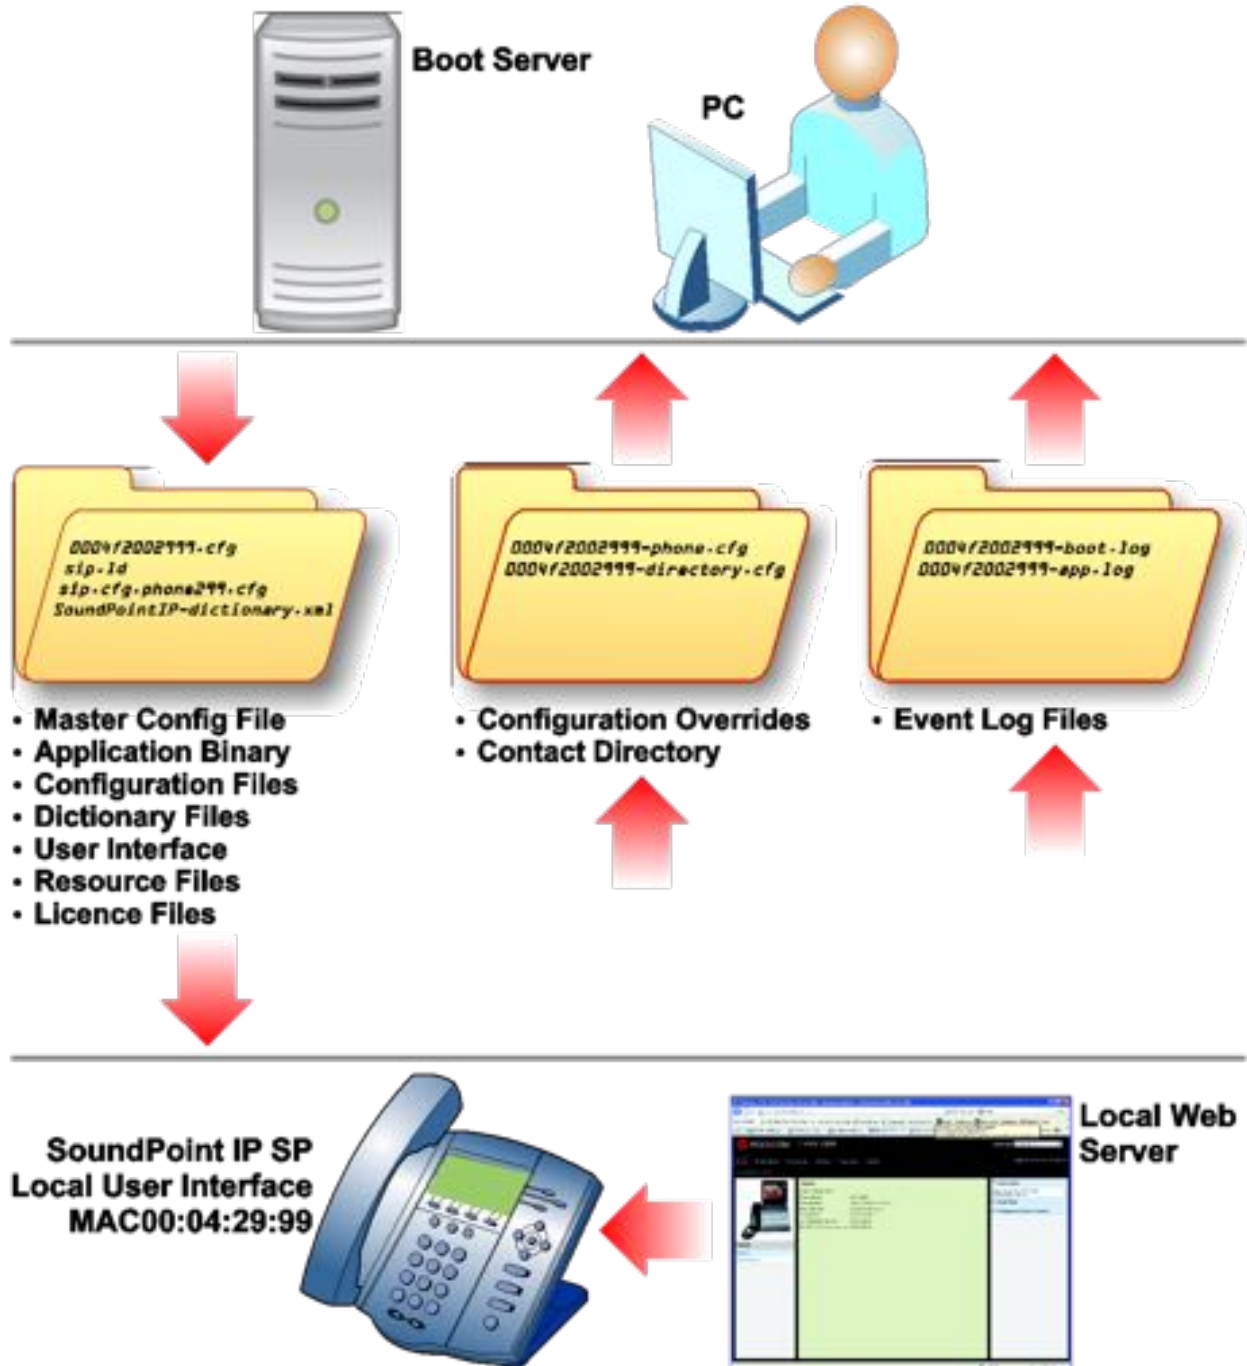 Boot Server
PC
0004f2002999.cfg
sip.ld
sip.cfg.phone299.cfg
SoundPointIP-dictionary.xml
0004f2002999-phone.cfg
0004f2002999-directory.cfg
0004f2002999-boot.log
0004f2002999-app.log
• Master Config File
• Application Binary
• Configuration Files
• Dictionary Files
• User Interface
• Resource Files
• Licence Files
• Configuration Overrides
• Contact Directory
• Event Log Files
SoundPoint IP SP
Local User Interface
MAC00:04:29:99
Local Web
Server